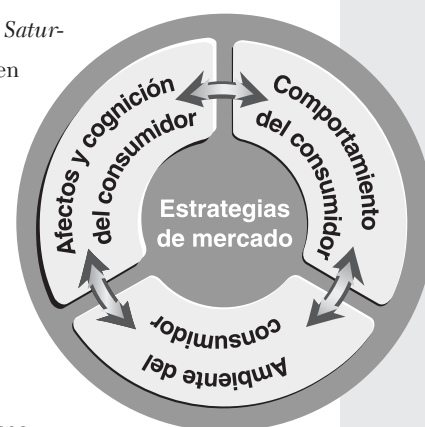 Satur-
en
Afectos y cognición
del consumidor
Comportamiento
del consumidor
Estrategias
de mercado
Ambiente del
consumidor